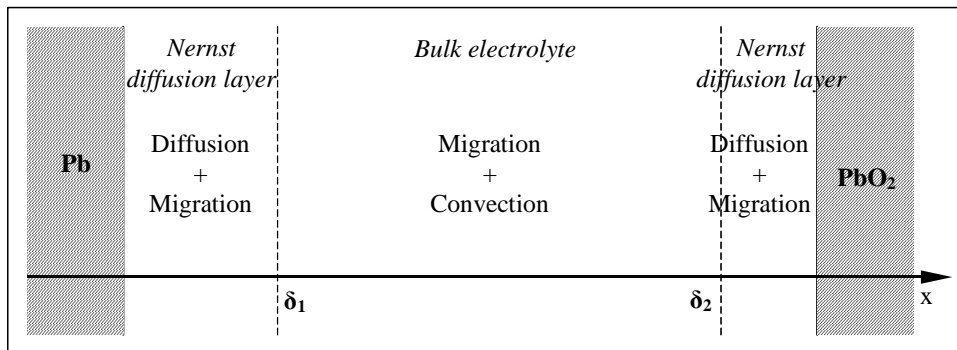 Nernst
diffusion layer
Bulk electrolyte
Nernst
diffusion layer
Pb
Diffusion
+
Migration
Migration
+
Convection
Diffusion
+
Migration
PbO₂
δ₁
δ₂
x